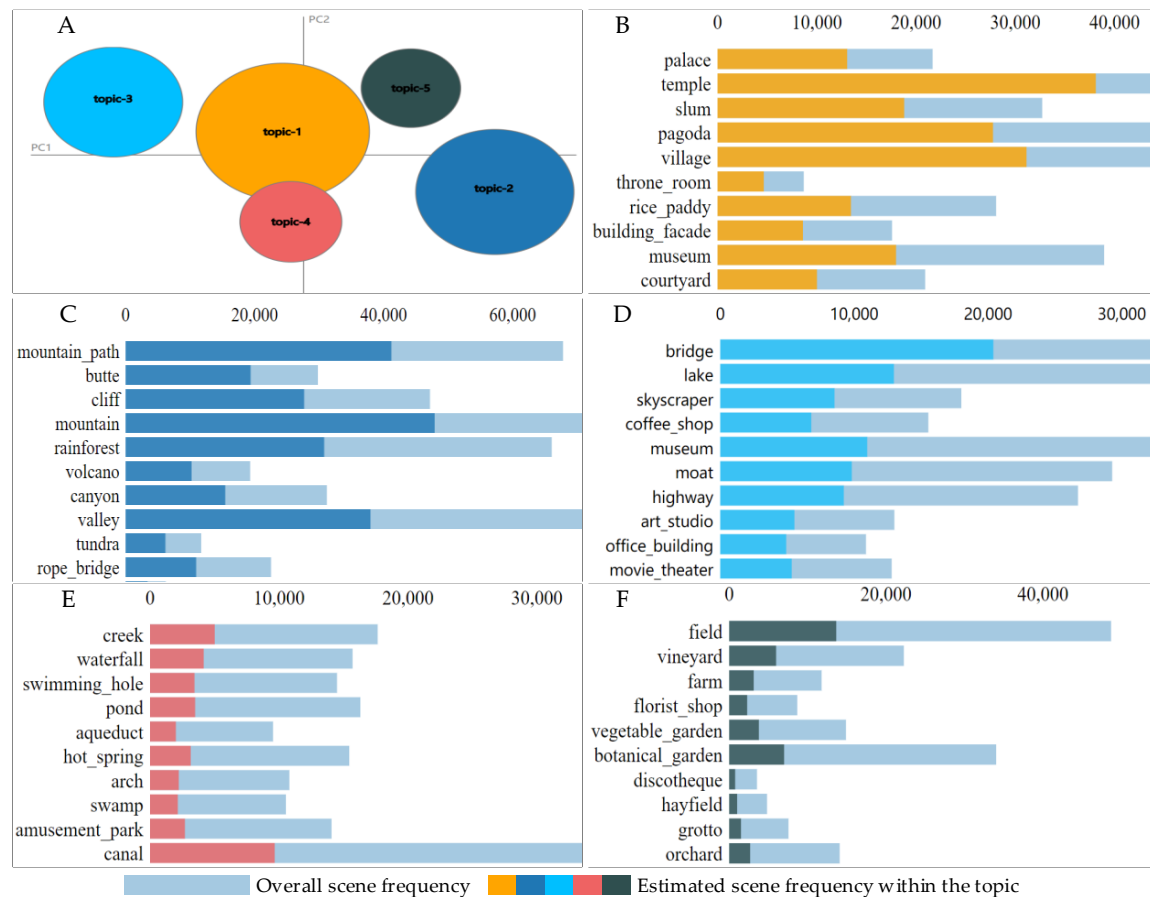 A
PC2
topic-3
topic-5
topic-1
PC1
topic-2
topic-4
B
0 10,000 20,000 30,000 40,000
palace
temple
slum
pagoda
village
throne_room
rice_paddy
building_facade
museum
courtyard
C
0 20,000 40,000 60,000
mountain_path
butte
cliff
mountain
rainforest
volcano
canyon
valley
tundra
rope_bridge
D
0 10,000 20,000 30,000
bridge
lake
skyscraper
coffee_shop
museum
moat
highway
art_studio
office_building
movie_theater
E
0 10,000 20,000 30,000
creek
waterfall
swimming_hole
pond
aqueduct
hot_spring
arch
swamp
amusement_park
canal
F
0 20,000 40,000
field
vineyard
farm
florist_shop
vegetable_garden
botanical_garden
discotheque
hayfield
grotto
orchard
Overall scene frequency Estimated scene frequency within the topic